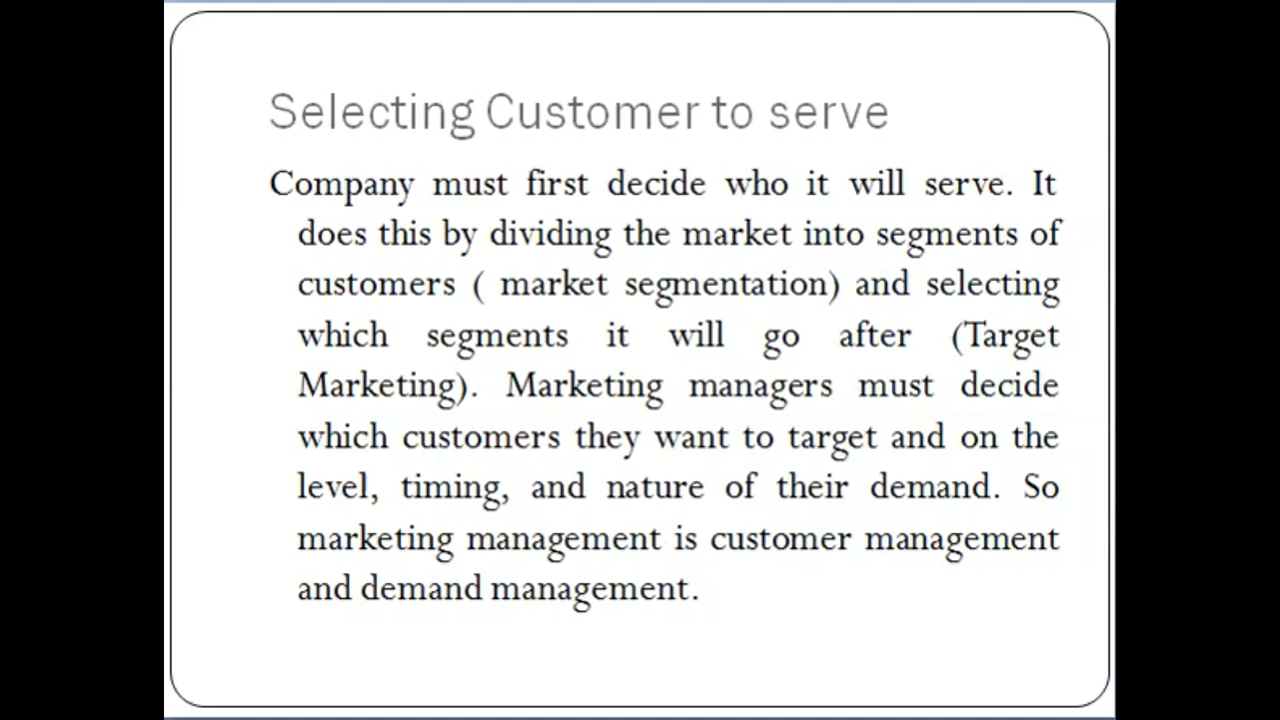 Selecting Customer to serve
Company must first decide who it will serve. It
does this by dividing the market into segments of
customers ( market segmentation) and selecting
which segments it will go after (Target
Marketing). Marketing managers must decide
which customers they want to target and on the
level, timing, and nature of their demand. So
marketing management is customer management
and demand management.